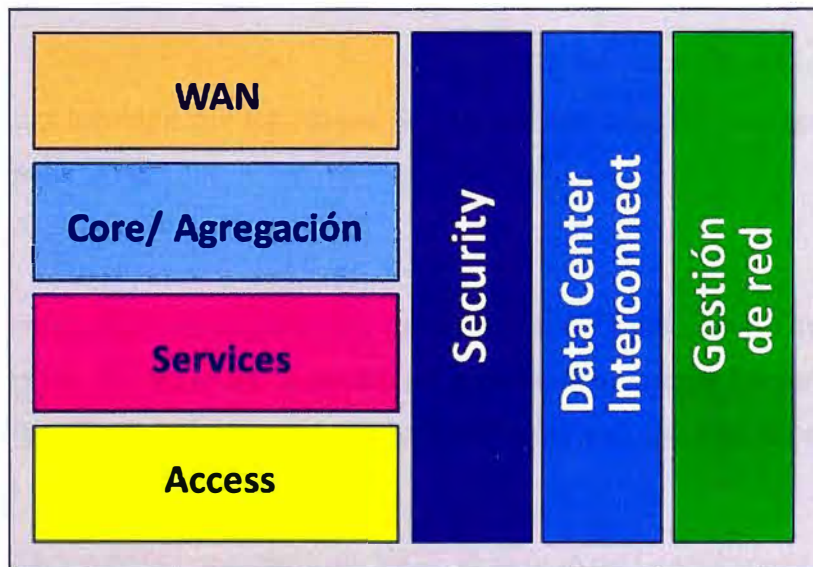 WAN
Core/ Agregación
Services
Access
Security
Data Center
Interconnect
Gestión
de red